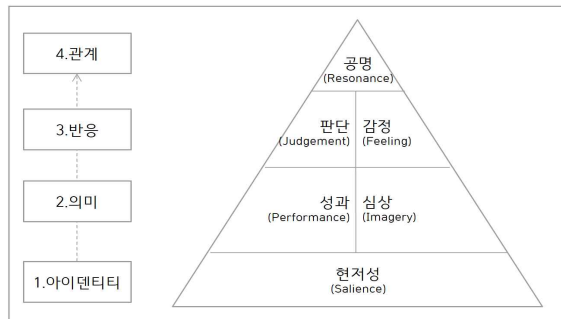 4.관계
3.반응
2.의미
1.아이덴티티
공명
(Resonance)
판단 감정
(Judgement) (Feeling)
성과 심상
(Performance) (Imagery)
현저성
(Salience)